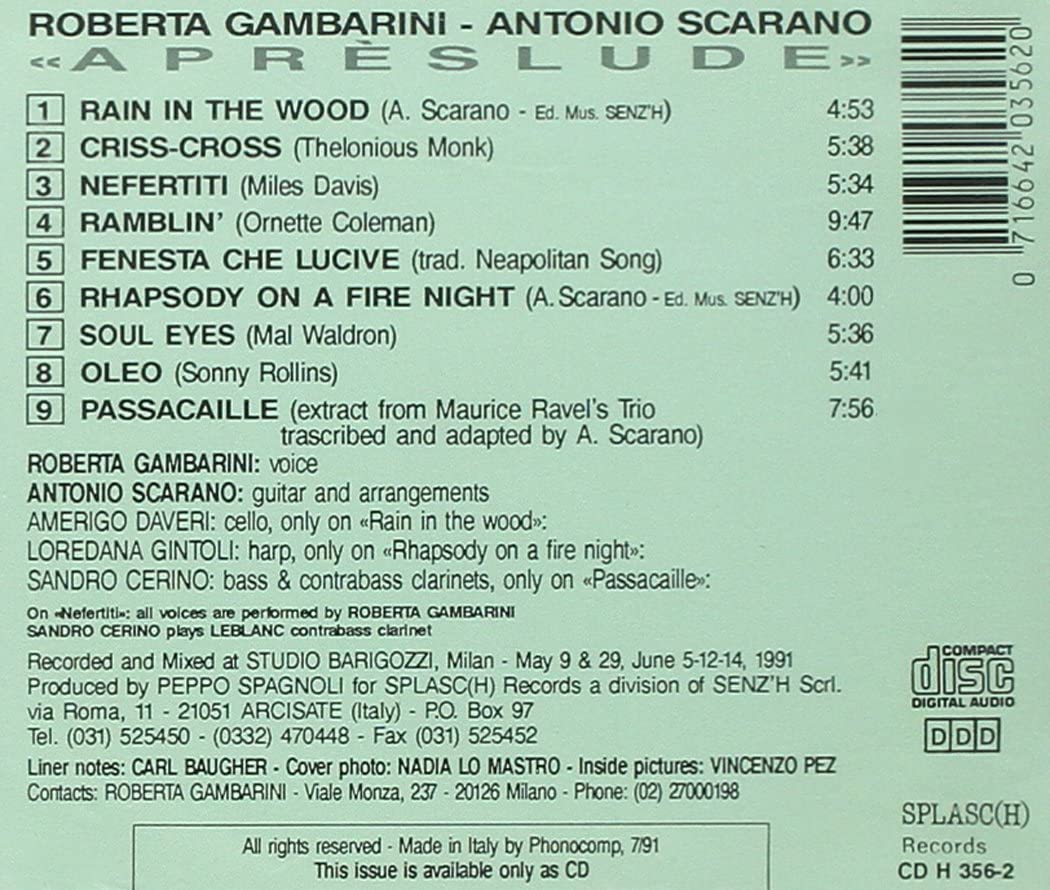 ROBERTA GAMBARINI - ANTONIO SCARANO
«APRÈSLUDE»
1 RAIN IN THE WOOD (A. Scarano - Ed. Mus. SENZ'H) 4:53
2 CRISS-CROSS (Thelonious Monk) 5:38
3 NEFERTITI (Miles Davis) 5:34
4 RAMBLIN' (Ornette Coleman) 9:47
5 FENESTA CHE LUCIVE (trad. Neapolitan Song) 6:33
6 RHAPSODY ON A FIRE NIGHT (A. Scarano - Ed. Mus. SENZ'H) 4:00
7 SOUL EYES (Mal Waldron) 5:36
8 OLEO (Sonny Rollins) 5:41
9 PASSACAILLE (extract from Maurice Ravel's Trio 7:56
trascribed and adapted by A. Scarano)
ROBERTA GAMBARINI: voice
ANTONIO SCARANO: guitar and arrangements
AMERIGO DAVERI: cello, only on «Rain in the wood»:
LOREDANA GINTOLI: harp, only on «Rhapsody on a fire night»:
SANDRO CERINO: bass & contrabass clarinets, only on «Passacaille»:
On «Nefertiti»: all voices are performed by ROBERTA GAMBARINI
SANDRO CERINO plays LEBLANC contrabass clarinet
Recorded and Mixed at STUDIO BARIGOZZI, Milan - May 9 & 29, June 5-12-14, 1991
Produced by PEPPO SPAGNOLI for SPLASC(H) Records a division of SENZ'H Scrl.
via Roma, 11 - 21051 ARCISATE (Italy) - P.O. Box 97
Tel. (031) 525450 - (0332) 470448 - Fax (031) 525452
Liner notes: CARL BAUGHER - Cover photo: NADIA LO MASTRO - Inside pictures: VINCENZO PEZ
Contacts: ROBERTA GAMBARINI - Viale Monza, 237 - 20126 Milano - Phone: (02) 27000198
All rights reserved - Made in Italy by Phonocomp, 7/91
This issue is available only as CD
0 716642 035620
COMPACT
disc
DIGITAL AUDIO
DDD
SPLASC(H)
Records
CD H 356-2